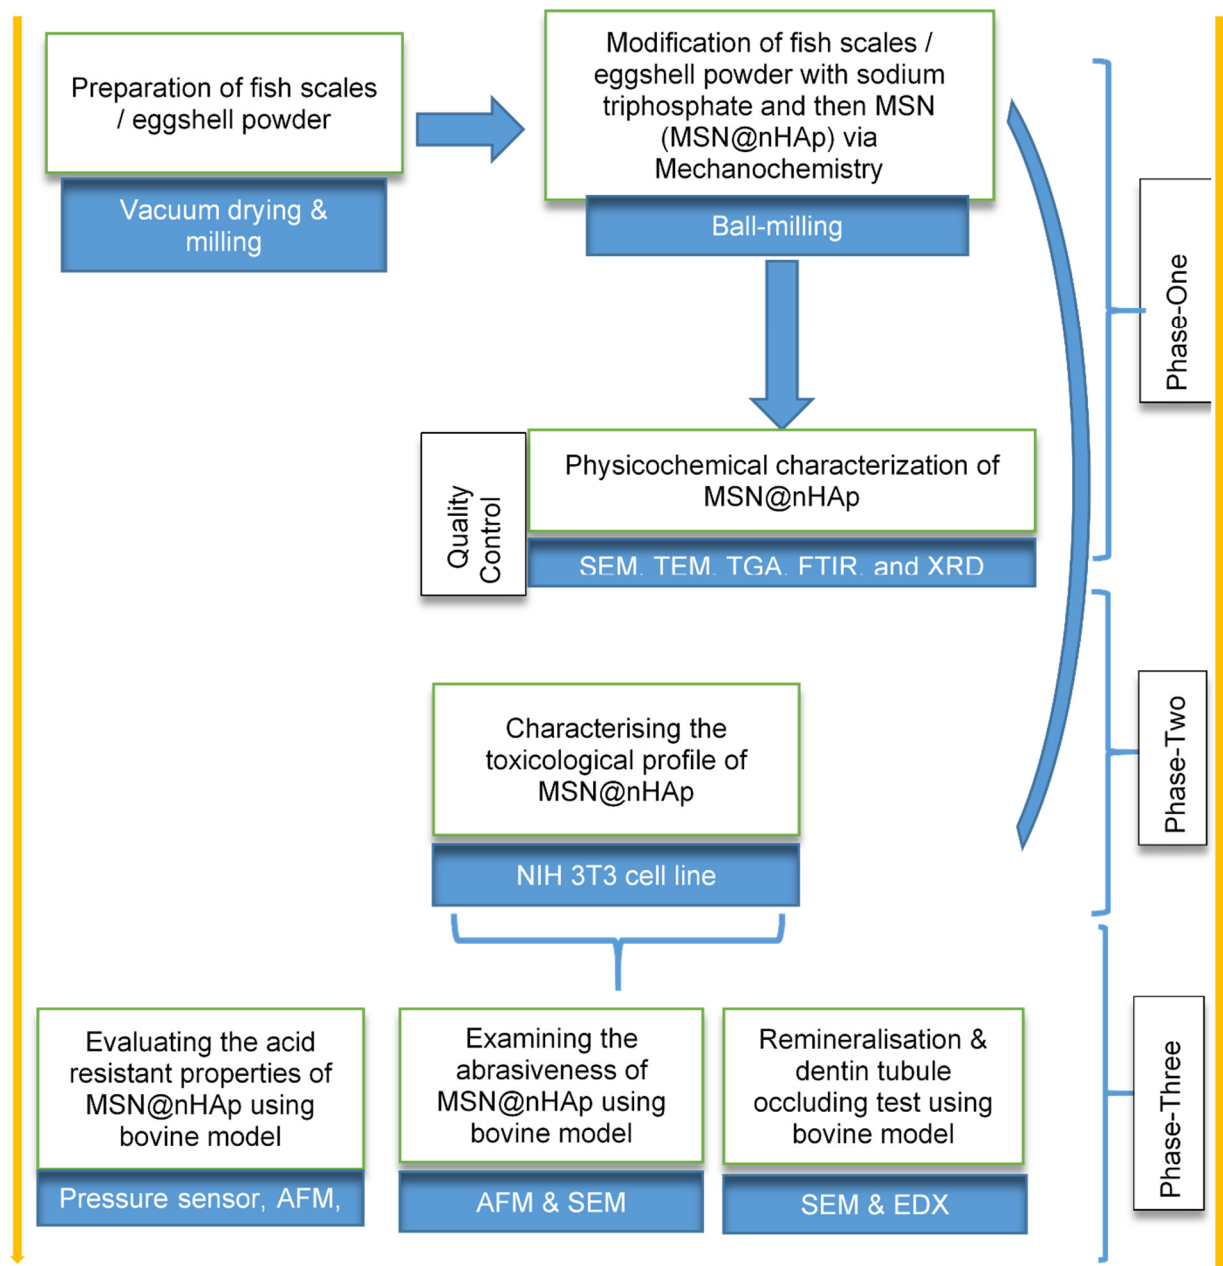 Preparation of fish scales
/ eggshell powder
Vacuum drying &
milling
Modification of fish scales /
eggshell powder with sodium
triphosphate and then MSN
(MSN@nHAp) via
Mechanochemistry
Ball-milling
Phase-One
Quality
Control
Physicochemical characterization of
MSN@nHAp
SEM, TEM, TGA, FTIR, and XRD
Characterising the
toxicological profile of
MSN@nHAp
NIH 3T3 cell line
Phase-Two
Evaluating the acid
resistant properties of
MSN@nHAp using
bovine model
Pressure sensor, AFM,
Examining the
abrasiveness of
MSN@nHAp using
bovine model
AFM & SEM
Remineralisation &
dentin tubule
occluding test using
bovine model
SEM & EDX
Phase-Three